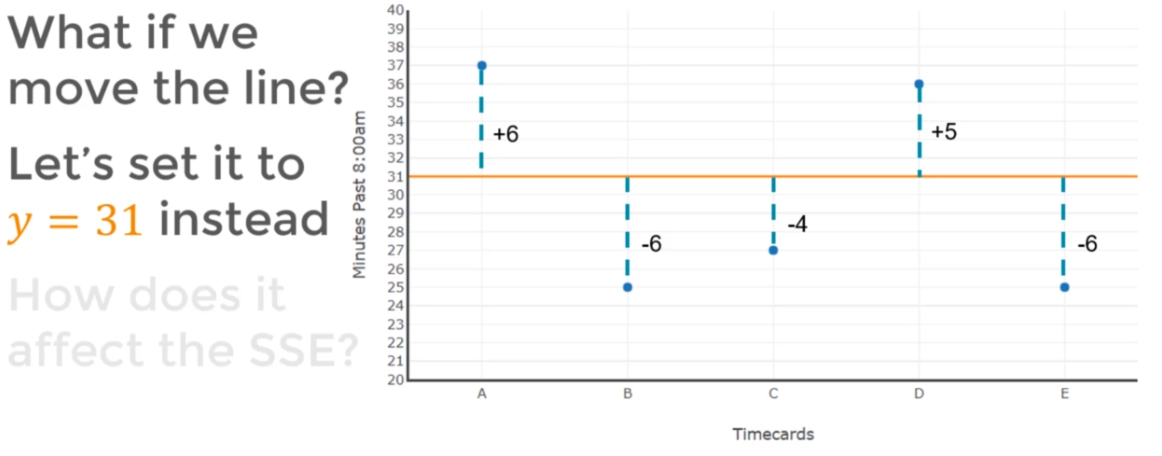 What if we
move the line?
Let's set it to
y = 31 instead
How does it
affect the SSE?
Minutes Past 8:00am
40
39
38
37
36
35
34
33
32
31
30
29
28
27
26
25
24
23
22
21
20
+6
-6
-4
+5
-6
A B C D E
Timecards